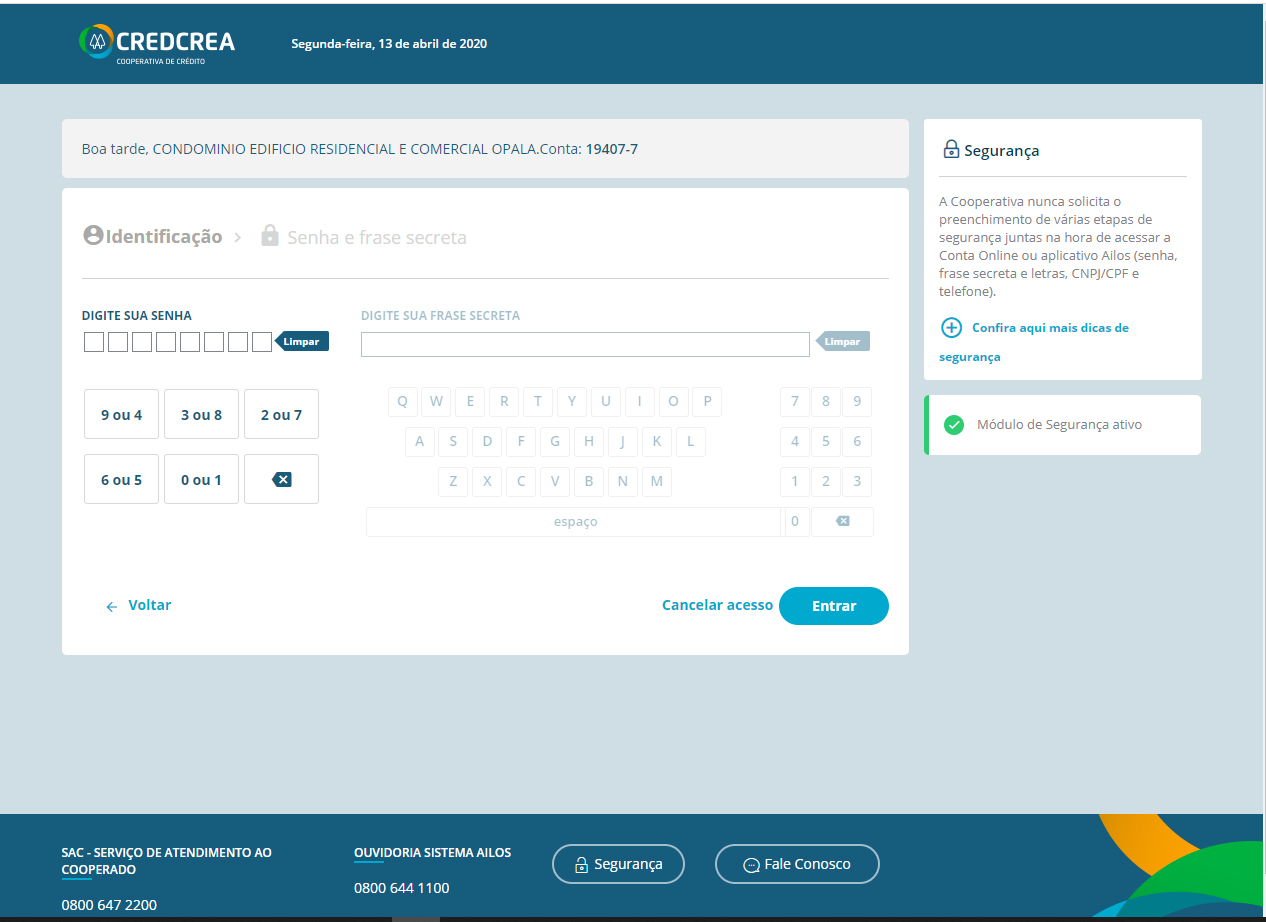 CREDCREA
COOPERATIVA DE CRÉDITO
Segunda-feira, 13 de abril de 2020
Boa tarde, CONDOMINIO EDIFICIO RESIDENCIAL E COMERCIAL OPALA.Conta: 19407-7
Identificação
Senha e frase secreta
DIGITE SUA SENHA
Limpar
9 ou 4 3 ou 8 2 ou 7
6 ou 5 0 ou 1
DIGITE SUA FRASE SECRETA
Limpar
Q W E R T Y U I O P 7 8 9
A S D F G H J K L 4 5 6
Z X C V B N M 1 2 3
espaço 0
Voltar
Cancelar acesso
Entrar
Segurança
A Cooperativa nunca solicita o
preenchimento de várias etapas de
segurança juntas na hora de acessar a
Conta Online ou aplicativo Ailos (senha,
frase secreta e letras, CNPJ/CPF e
telefone).
Confira aqui mais dicas de
segurança
Módulo de Segurança ativo
SAC - SERVIÇO DE ATENDIMENTO AO
COOPERADO
0800 647 2200
OUVIDORIA SISTEMA AILOS
0800 644 1100
Segurança
Fale Conosco